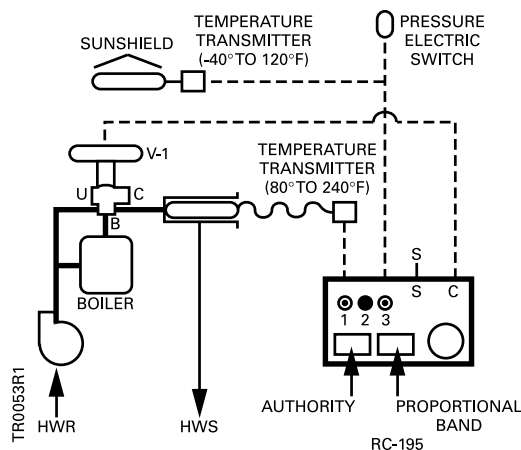 SUNSHIELD
TEMPERATURE
TRANSMITTER
(-40° TO 120°F)
PRESSURE
ELECTRIC
SWITCH
V-1
U
C
B
TEMPERATURE
TRANSMITTER
(80° TO 240°F)
BOILER
S
S
C
1
2
3
AUTHORITY
PROPORTIONAL
BAND
RC-195
HWR
HWS
TR0053R1